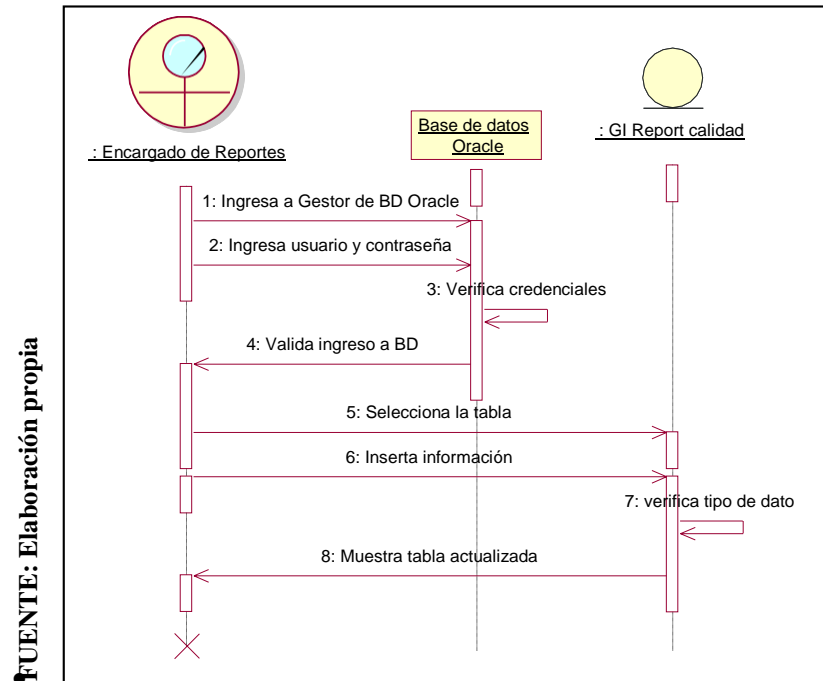 : Encargado de Reportes
Base de datos
Oracle
: GI Report calidad
1: Ingresa a Gestor de BD Oracle
2: Ingresa usuario y contraseña
3: Verifica credenciales
4: Valida ingreso a BD
5: Selecciona la tabla
6: Inserta información
7: verifica tipo de dato
8: Muestra tabla actualizada
FUENTE: Elaboración propia